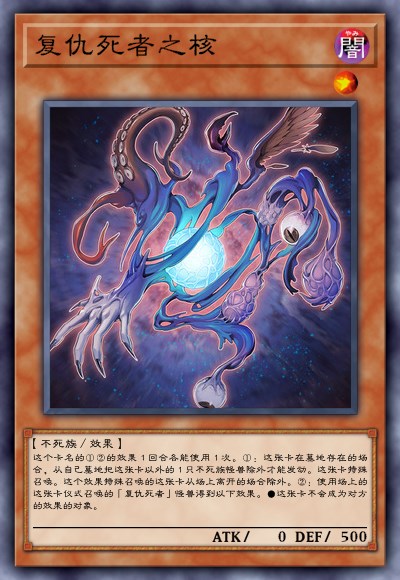 复仇死者之核
やみ
闇
【不死族/效果】
这个卡名的①②的效果1回合各能使用1次。①：这张卡在墓地存在的场
合，从自己墓地把这张卡以外的1只不死族怪兽除外才能发动。这张卡特殊
召唤。这个效果特殊召唤的这张卡从场上离开的场合除外。②：使用场上的
这张卡仪式召唤的「复仇死者」怪兽得到以下效果。●这张卡不会成为对方
的效果的对象。
ATK/ 0 DEF/ 500